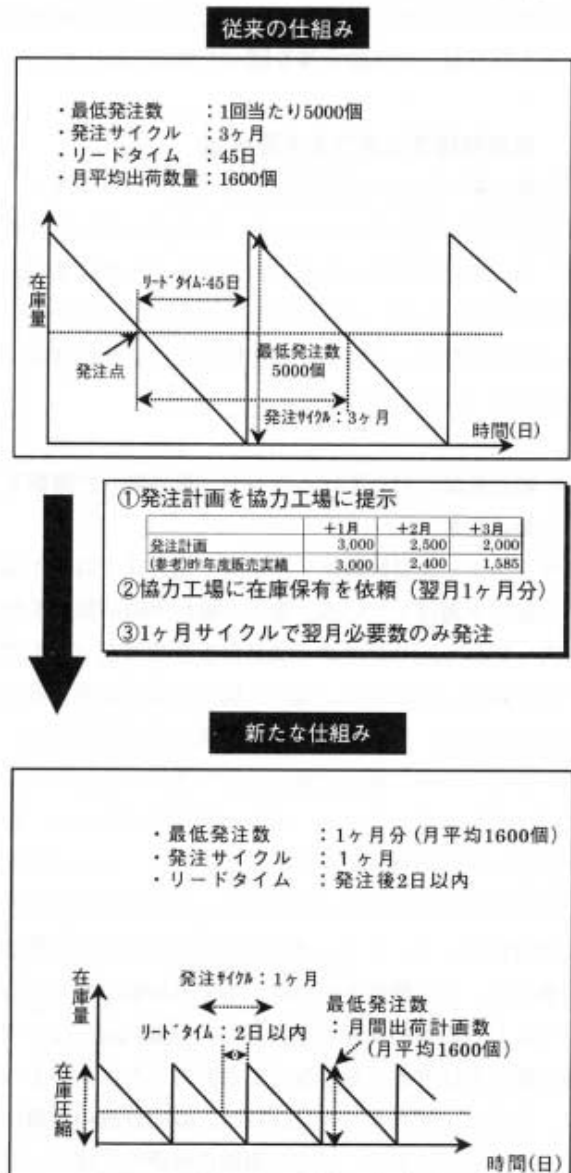 従来の仕組み
・最低発注数　：1回当たり5000個
・発注サイクル　：3ヶ月
・リードタイム　：45日
・月平均出荷数量：1600個
在庫量
ﾘｰﾄﾞﾀｲﾑ:45日
発注点
最低発注数
5000個
発注ｻｲｸﾙ：3ヶ月
時間(日)
①発注計画を協力工場に提示
+1月 +2月 +3月
発注計画 3,000 2,500 2,000
(参考)昨年度販売実績 3,000 2,400 1,585
②協力工場に在庫保有を依頼（翌月1ヶ月分）
③1ヶ月サイクルで翌月必要数のみ発注
新たな仕組み
・最低発注数　：1ヶ月分(月平均1600個)
・発注サイクル　：1ヶ月
・リードタイム　：発注後2日以内
在庫量
発注ｻｲｸﾙ：1ヶ月
ﾘｰﾄﾞﾀｲﾑ：2日以内
最低発注数
：月間出荷計画数
(月平均1600個)
在庫圧縮
時間(日)